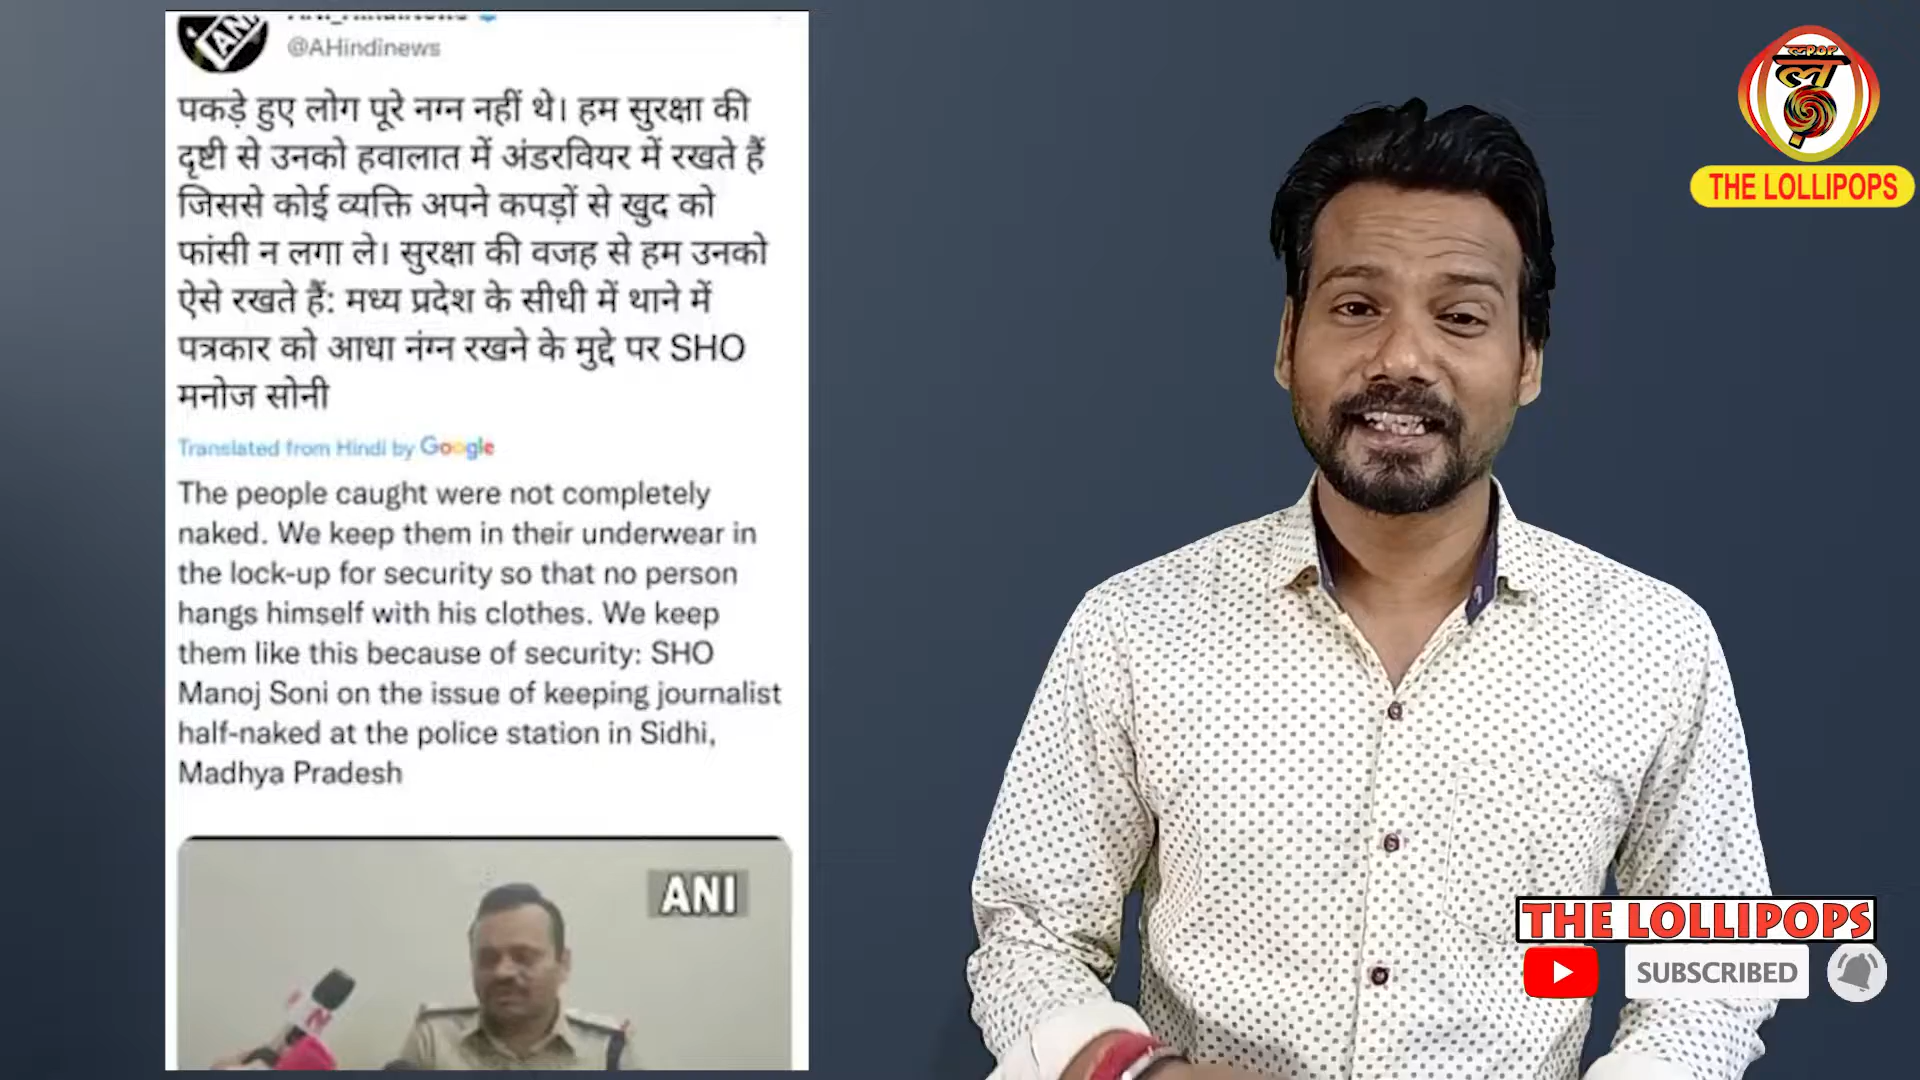 ANI
@AHindinews
पकड़े हुए लोग पूरे नग्न नहीं थे। हम सुरक्षा की
दृष्टी से उनको हवालात में अंडरवियर में रखते हैं
जिससे कोई व्यक्ति अपने कपड़ों से खुद को
फांसी न लगा ले। सुरक्षा की वजह से हम उनको
ऐसे रखते हैं: मध्य प्रदेश के सीधी में थाने में
पत्रकार को आधा नंग्न रखने के मुद्दे पर SHO
मनोज सोनी
Translated from Hindi by Google
The people caught were not completely
naked. We keep them in their underwear in
the lock-up for security so that no person
hangs himself with his clothes. We keep
them like this because of security: SHO
Manoj Soni on the issue of keeping journalist
half-naked at the police station in Sidhi,
Madhya Pradesh
ANI
THE LOLLIPOPS
THE LOLLIPOPS
SUBSCRIBED